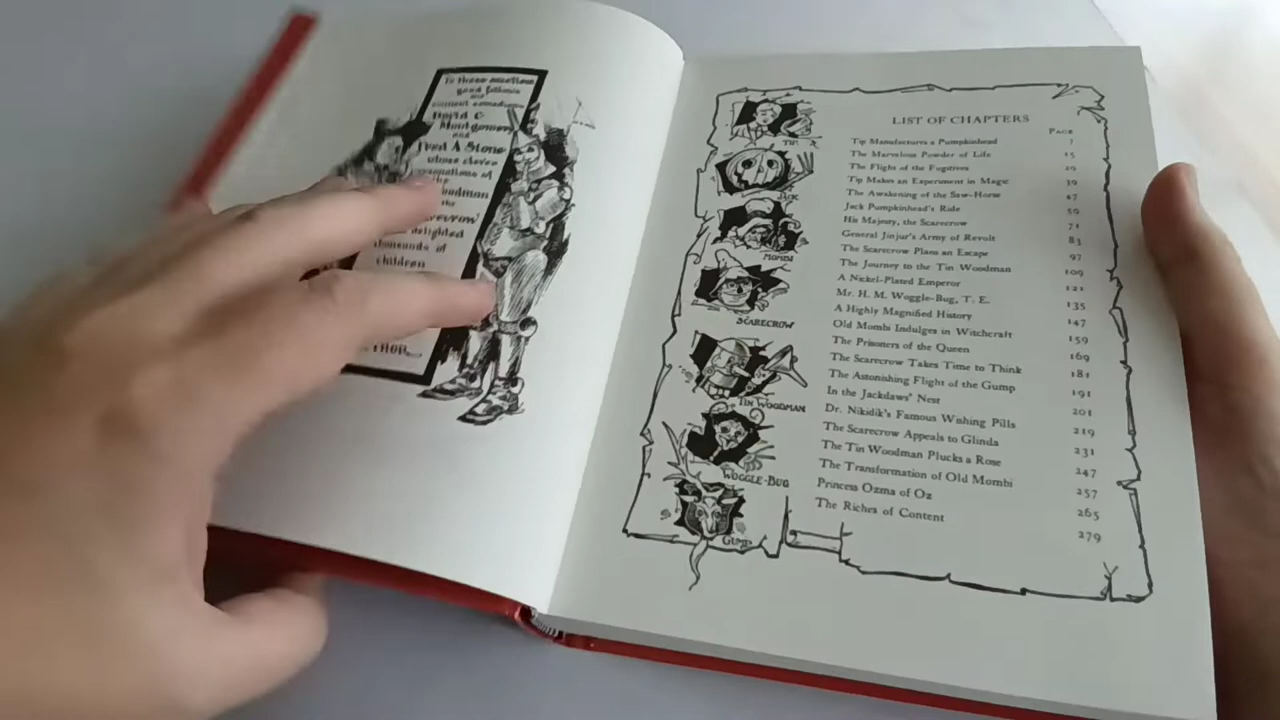 To those excellent
good fellows
and
eminent comedians
David C
Montgomery
and
Fred A Stone
whose clever
the
Woodman
the
Scarecrow
delighted
thousands of
children
LIST OF CHAPTERS
PAGE
Tip Manufactures a Pumpkinhead 7
The Marvelous Powder of Life 15
The Flight of the Fugitives 29
Tip Makes an Experiment in Magic 39
The Awakening of the Saw-Horse 47
Jack Pumpkinhead's Ride 59
His Majesty, the Scarecrow 71
General Jinjur's Army of Revolt 83
The Scarecrow Plans an Escape 97
The Journey to the Tin Woodman 109
A Nickel-Plated Emperor 121
Mr. H. M. Woggle-Bug, T. E. 135
A Highly Magnified History 147
Old Mombi Indulges in Witchcraft 159
The Prisoners of the Queen 169
The Scarecrow Takes Time to Think 181
The Astonishing Flight of the Gump 191
In the Jackdaws' Nest 201
Dr. Nikidik's Famous Wishing Pills 219
The Scarecrow Appeals to Glinda 231
The Tin Woodman Plucks a Rose 247
The Transformation of Old Mombi 257
Princess Ozma of Oz 265
The Riches of Content 279
TIP
JACK
MOMBI
SCARECROW
TIN WOODMAN
WOGGLE-BUG
GUMP